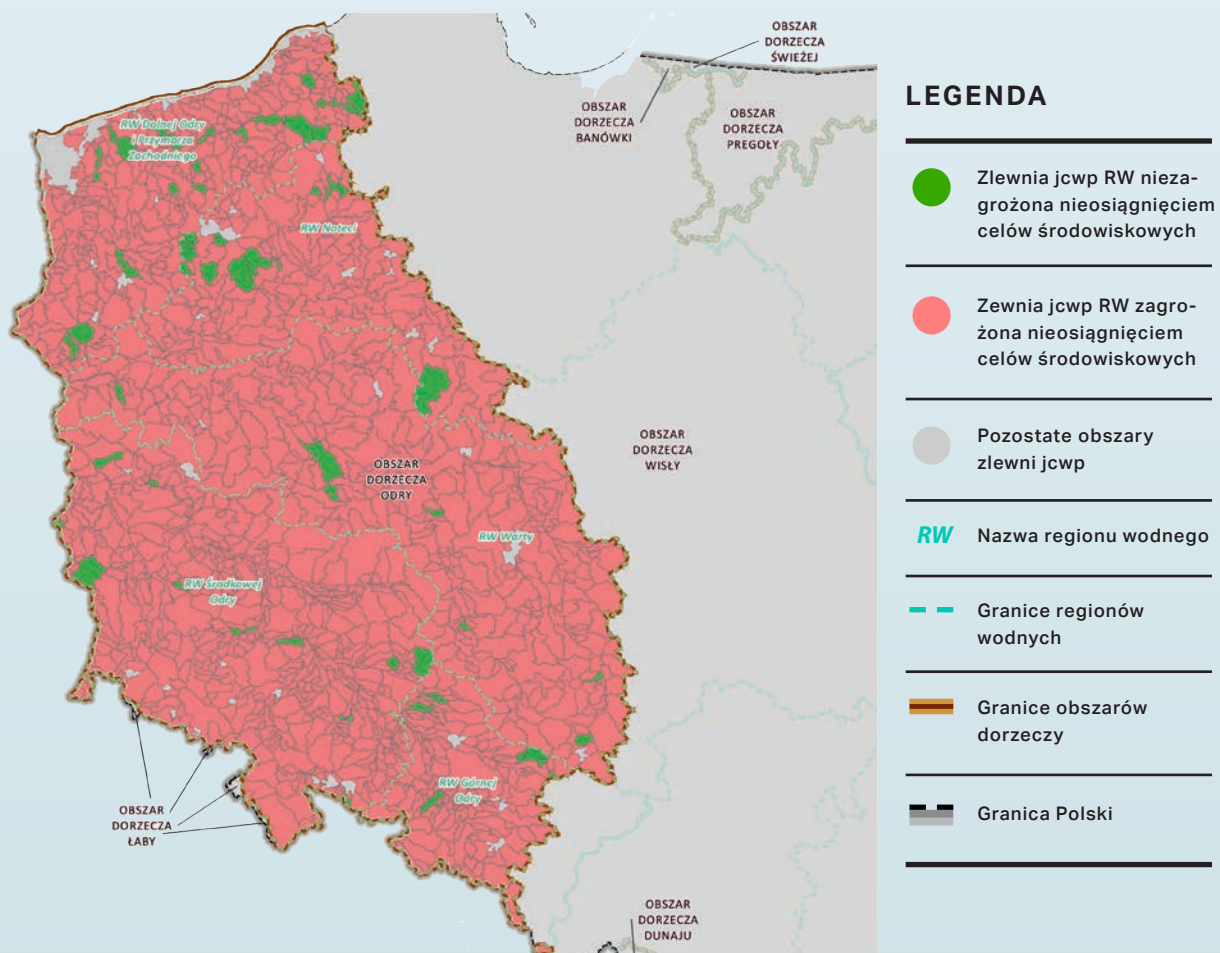 OBSZAR
DORZECZA
ŚWIEŻEJ
OBSZAR
DORZECZA
BANÓWKI
OBSZAR
DORZECZA
PREGOŁY
RW Dolnej Odry
i Przymorza
Zachodniego
RW Noteci
OBSZAR
DORZECZA
WISŁY
OBSZAR
DORZECZA
ODRY
RW Warty
RW Środkowej
Odry
RW Górnej
Odry
OBSZAR
DORZECZA
ŁABY
OBSZAR
DORZECZA
DUNAJU
LEGENDA
Zlewnia jcwp RW nieza-
grożona nieosiągnięciem
celów środowiskowych
Zewnia jcwp RW zagro-
żona nieosiągnięciem
celów środowiskowych
Pozostate obszary
zlewni jcwp
RW Nazwa regionu wodnego
Granice regionów
wodnych
Granice obszarów
dorzeczy
Granica Polski